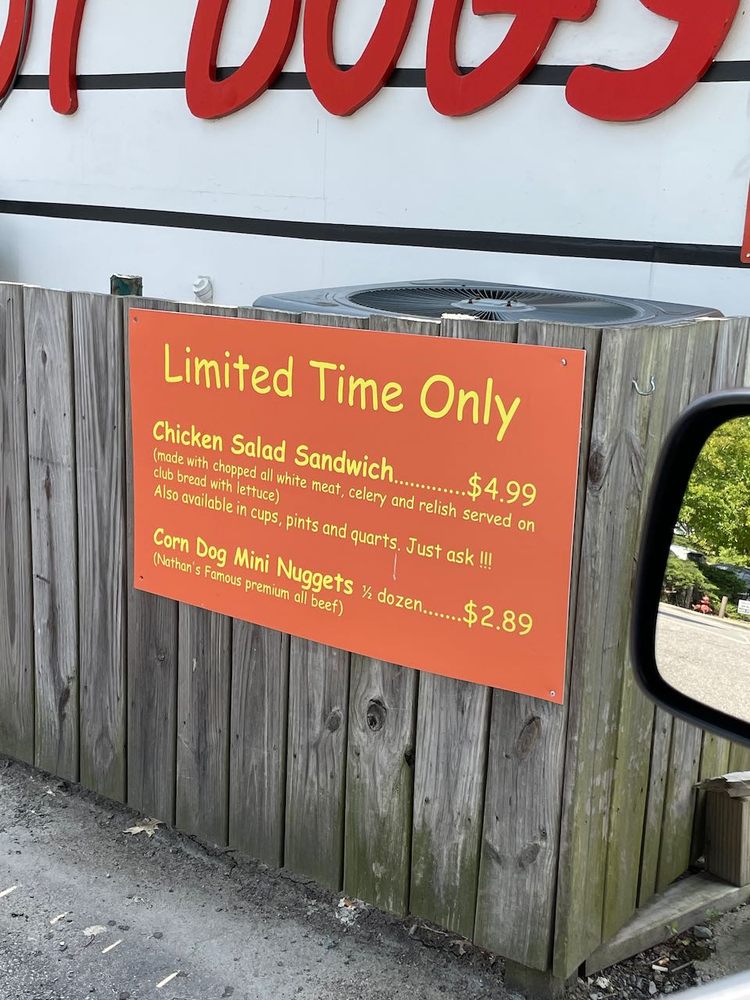 DOGS
Limited Time Only
Chicken Salad Sandwich.............$4.99
(made with chopped all white meat, celery and relish served on
club bread with lettuce)
Also available in cups, pints and quarts. Just ask !!!
Corn Dog Mini Nuggets ½ dozen.......$2.89
(Nathan's Famous premium all beef)